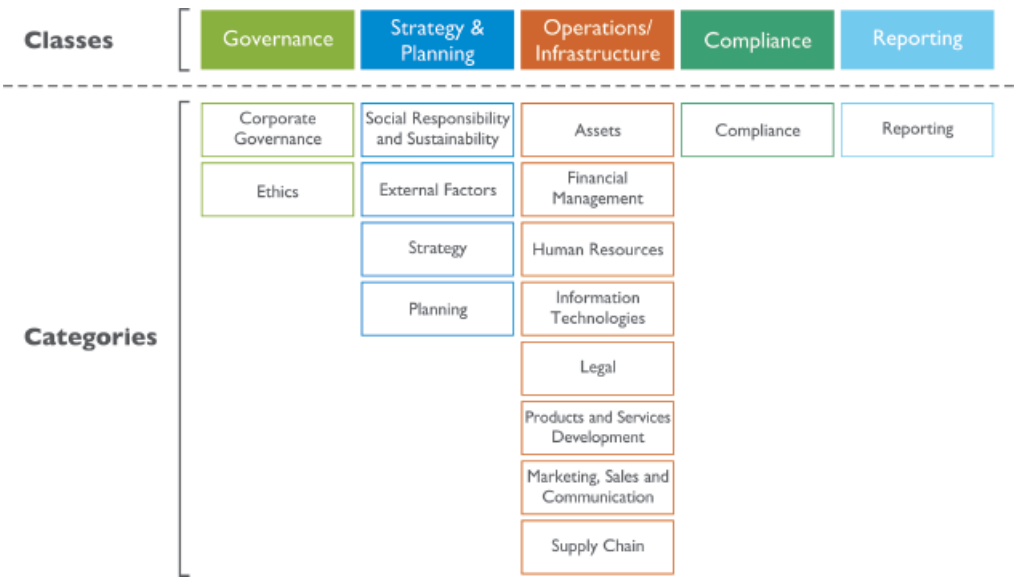 Classes
Governance
Strategy &
Planning
Operations/
Infrastructure
Compliance
Reporting
Categories
Corporate
Governance
Ethics
Social Responsibility
and Sustainability
External Factors
Strategy
Planning
Assets
Financial
Management
Human Resources
Information
Technologies
Legal
Products and Services
Development
Marketing, Sales and
Communication
Supply Chain
Compliance
Reporting